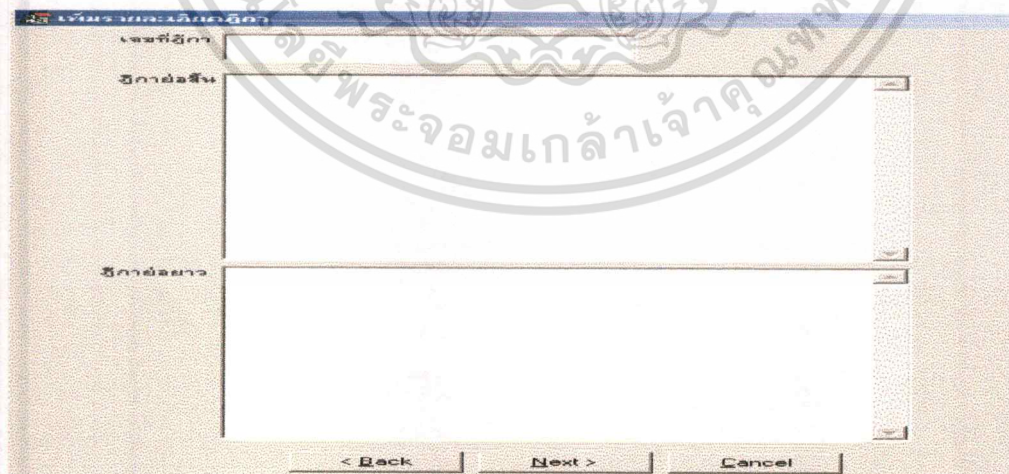 เพิ่มรายละเอียดฎีกา
เลขที่ฎีกา
ฎีกาย่อสั้น
ฎีกาย่อยาว
< Back Next > Cancel
พระจอมเกล้าเจ้าคุณ